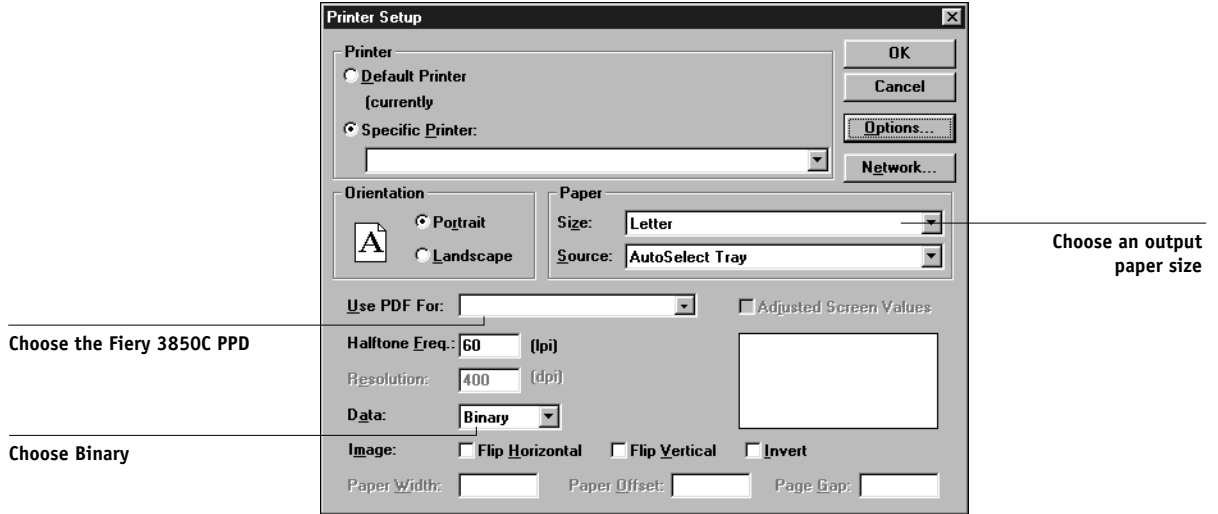 Printer Setup
Printer
Default Printer
(currently
Specific Printer:
OK
Cancel
Options...
Network...
Orientation
A
Portrait
Landscape
Paper
Size: Letter
Source: AutoSelect Tray
Choose an output
paper size
Use PDF For:
Adjusted Screen Values
Choose the Fiery 3850C PPD
Halftone Freq.: 60 (lpi)
Resolution: 400 (dpi)
Data: Binary
Choose Binary
Image: Flip Horizontal Flip Vertical Invert
Paper Width: Paper Offset: Page Gap: